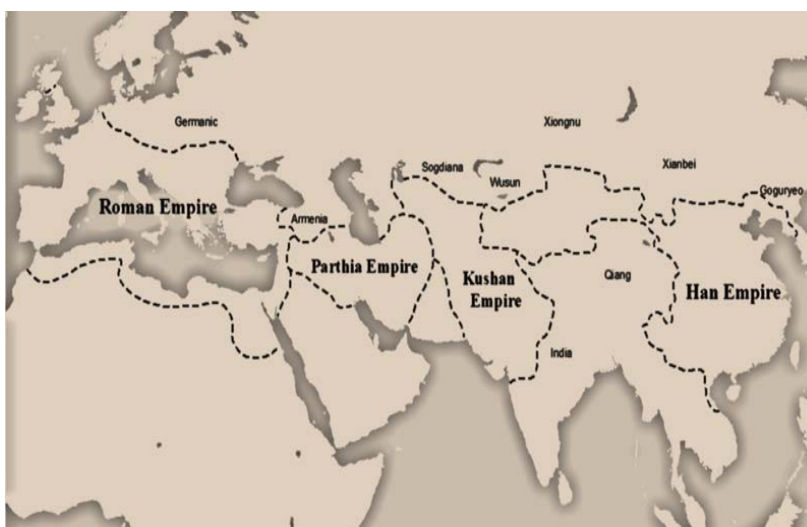 Germanic
Xiongnu
Xianbei
Sogdiana
Wusun
Goguryeo
Roman Empire
Armenia
Parthia Empire
Kushan
Empire
Qiang
Han Empire
India